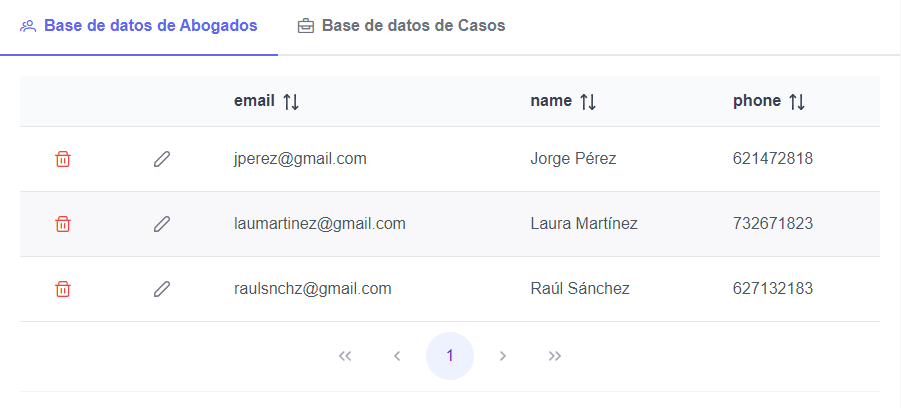 Base de datos de Abogados Base de datos de Casos
email name phone
jperez@gmail.com Jorge Pérez 621472818
laumartinez@gmail.com Laura Martínez 732671823
raulsnchz@gmail.com Raúl Sánchez 627132183
1